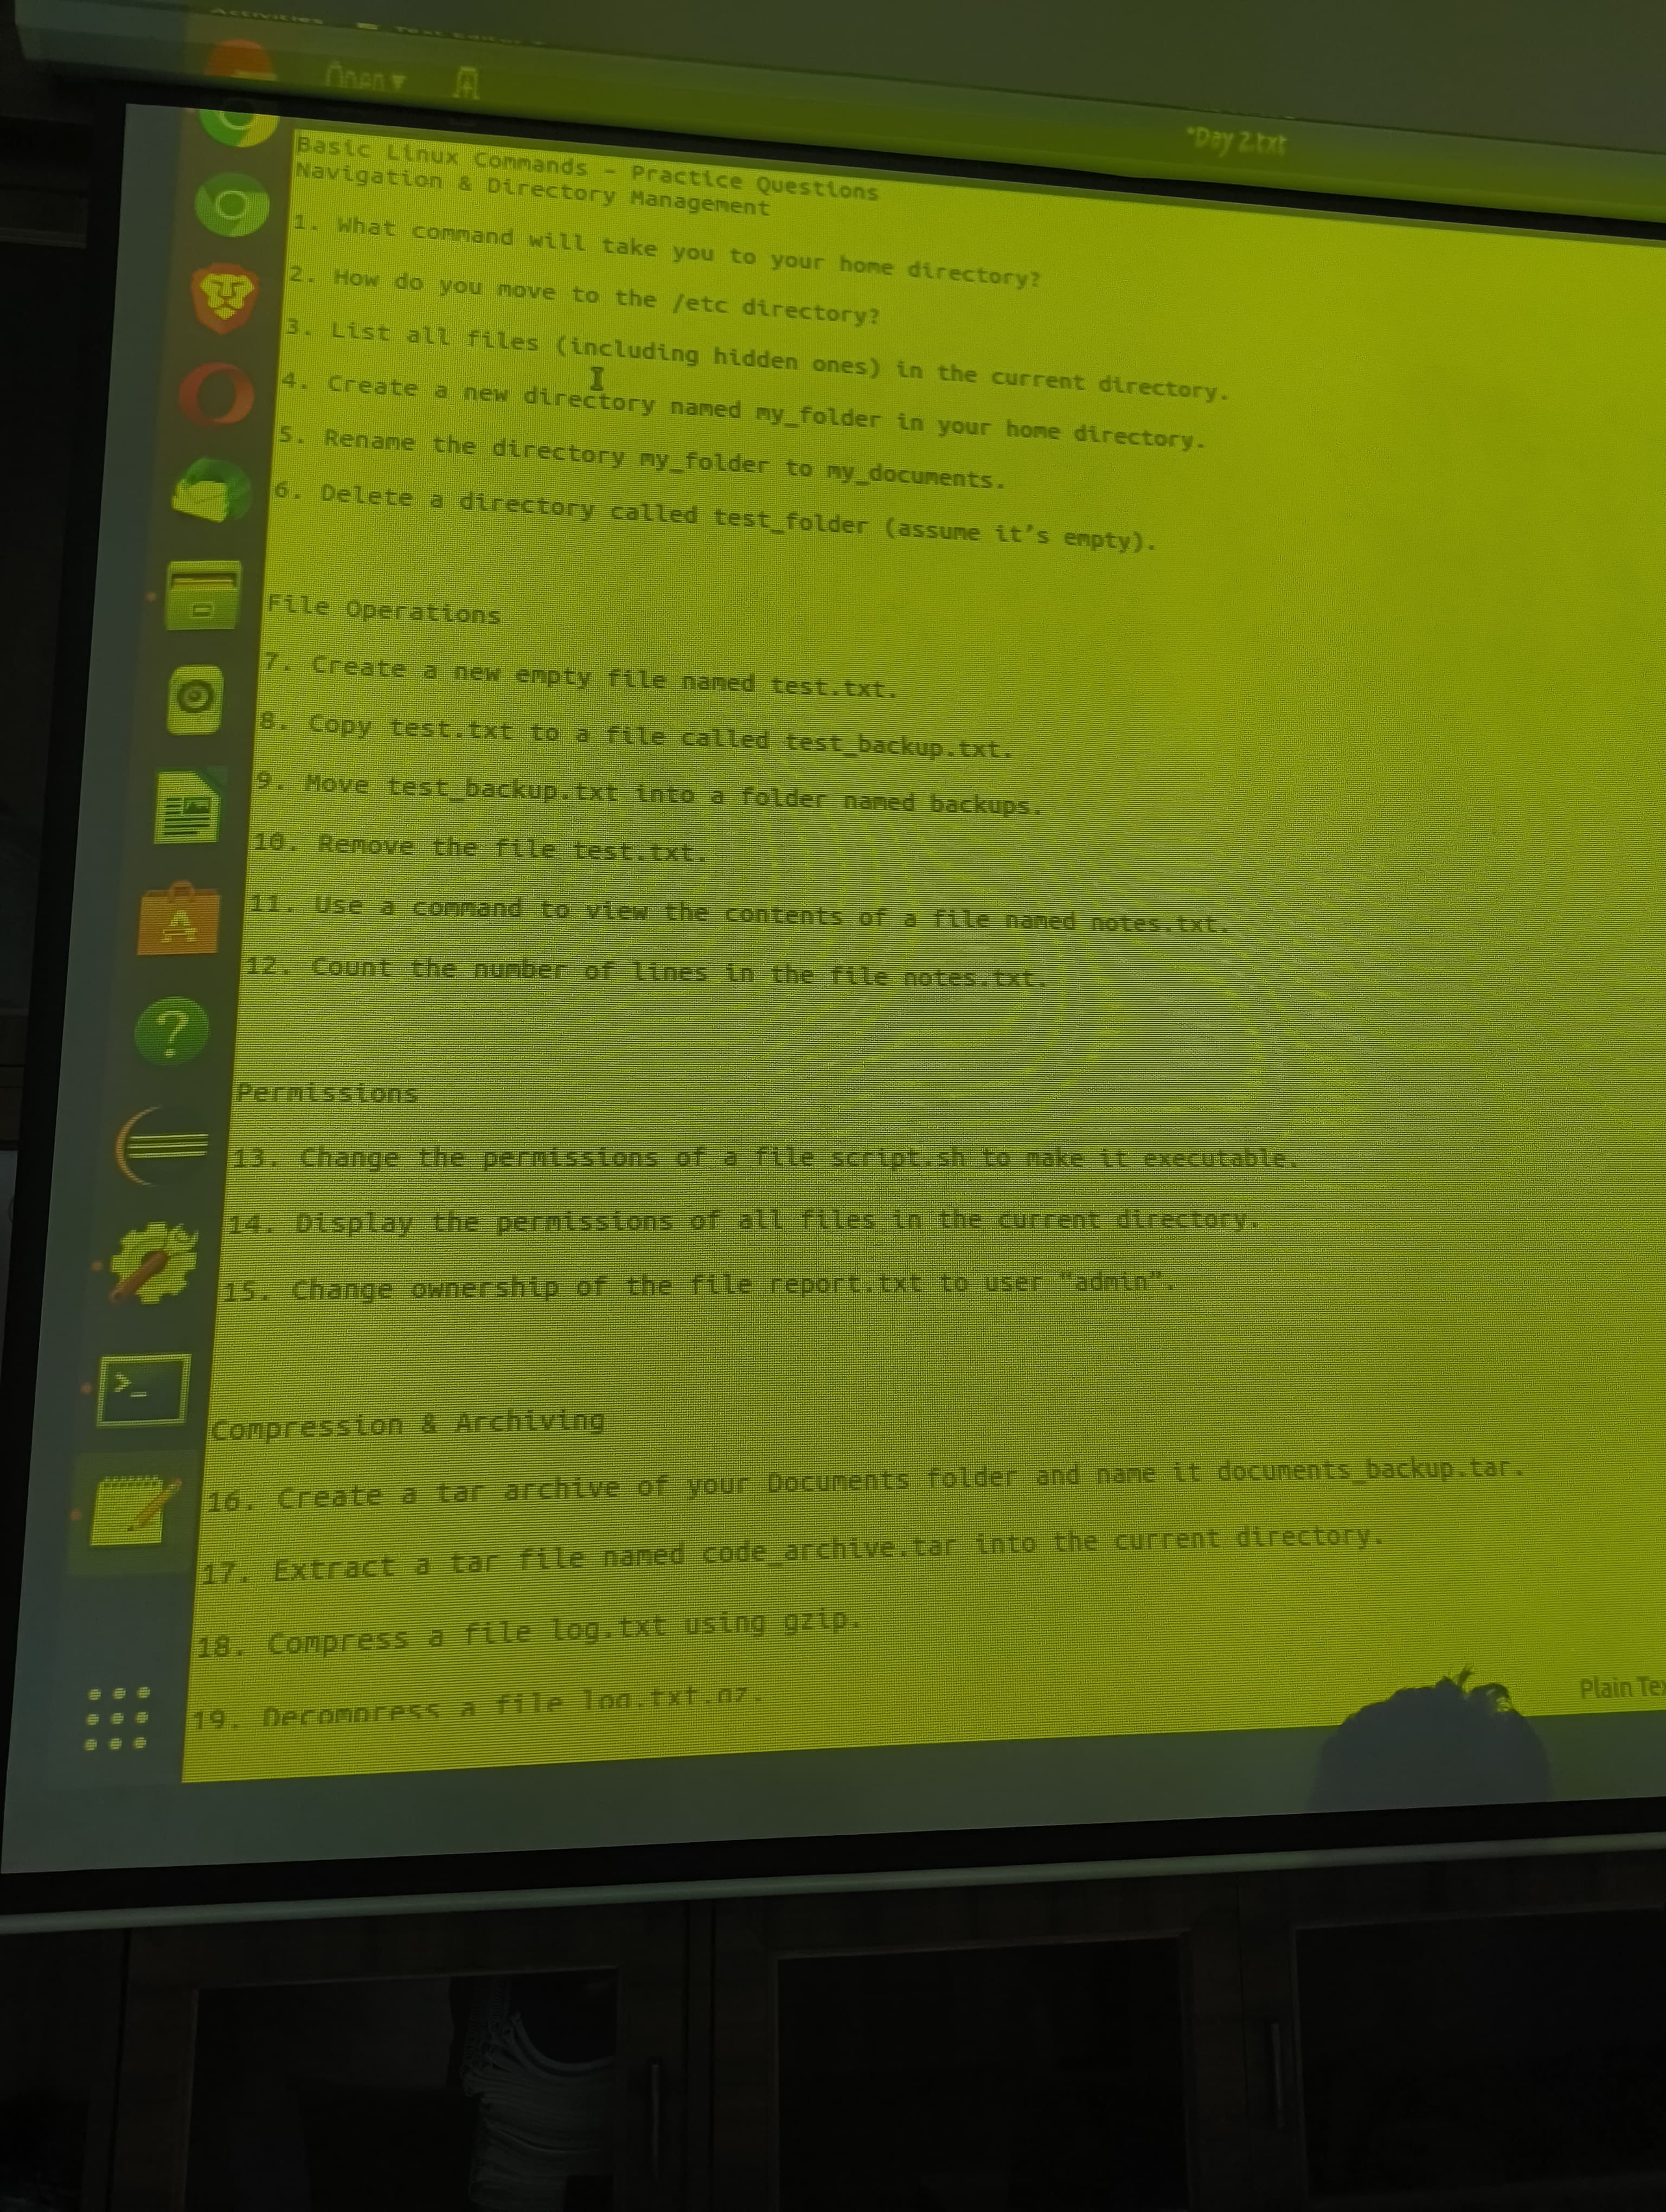 Activities
Open
*Day 2.txt
Basic Linux Commands – Practice Questions
Navigation & Directory Management
1. What command will take you to your home directory?
2. How do you move to the /etc directory?
3. List all files (including hidden ones) in the current directory.
4. Create a new directory named my_folder in your home directory.
5. Rename the directory my_folder to my_documents.
6. Delete a directory called test_folder (assume it’s empty).
File Operations
7. Create a new empty file named test.txt.
8. Copy test.txt to a file called test_backup.txt.
9. Move test_backup.txt into a folder named backups.
10. Remove the file test.txt.
11. Use a command to view the contents of a file named notes.txt.
12. Count the number of lines in the file notes.txt.
Permissions
13. Change the permissions of a file script.sh to make it executable.
14. Display the permissions of all files in the current directory.
15. Change ownership of the file report.txt to user “admin”.
Compression & Archiving
16. Create a tar archive of your Documents folder and name it documents_backup.tar.
17. Extract a tar file named code_archive.tar into the current directory.
18. Compress a file log.txt using gzip.
19. Decompress a file log.txt.gz.
Plain Te